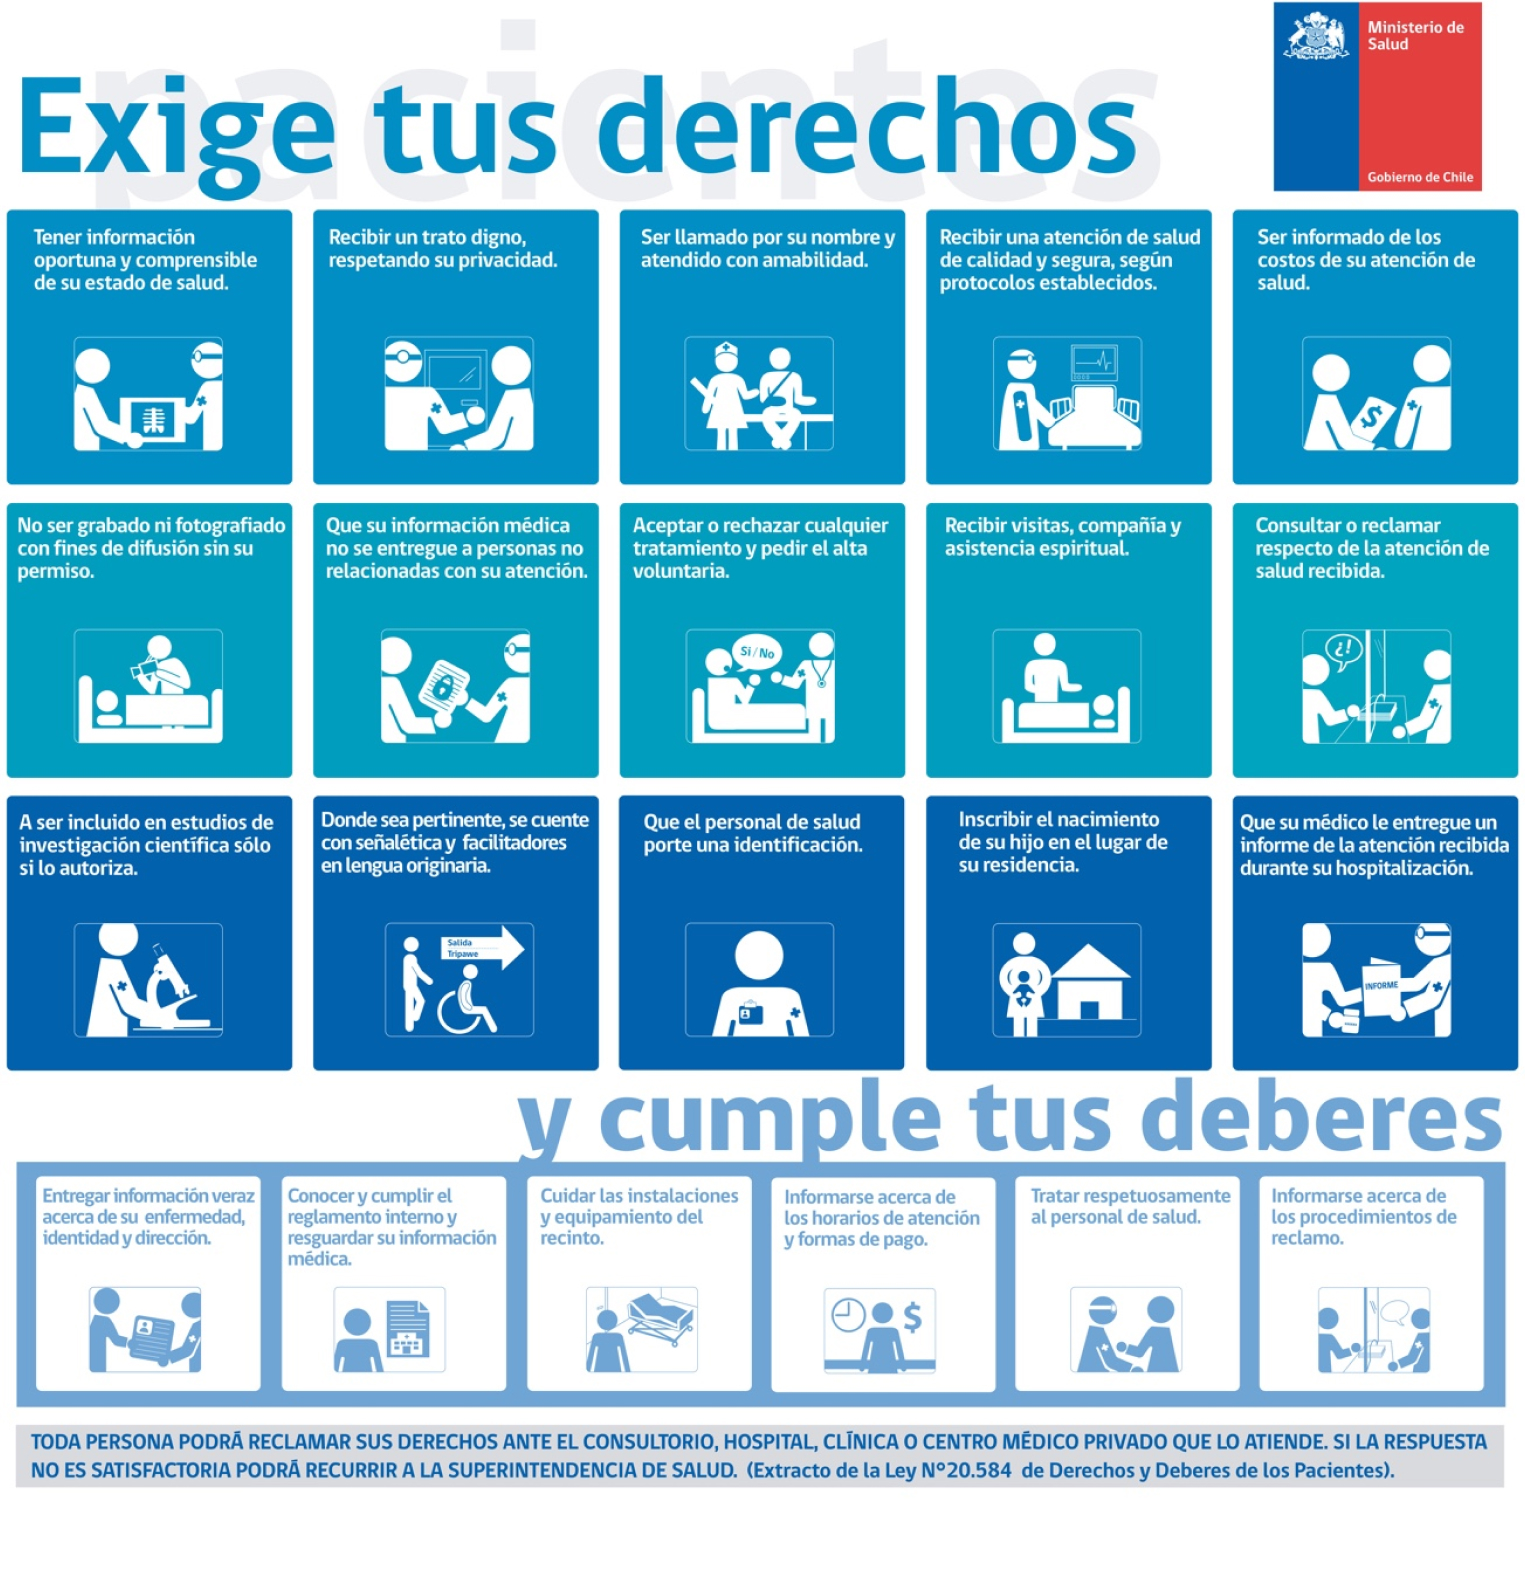 pacientes
Exige tus derechos
Ministerio de
Salud
Gobierno de Chile
Tener información
oportuna y comprensible
de su estado de salud.
Recibir un trato digno,
respetando su privacidad.
Ser llamado por su nombre y
atendido con amabilidad.
Recibir una atención de salud
de calidad y segura, según
protocolos establecidos.
Ser informado de los
costos de su atención de
salud.
$
No ser grabado ni fotografiado
con fines de difusión sin su
permiso.
Que su información médica
no se entregue a personas no
relacionadas con su atención.
Aceptar o rechazar cualquier
tratamiento y pedir el alta
voluntaria.
Si/No
Recibir visitas, compañía y
asistencia espiritual.
Consultar o reclamar
respecto de la atención de
salud recibida.
¿!
A ser incluido en estudios de
investigación científica sólo
si lo autoriza.
Donde sea pertinente, se cuente
con señalética y facilitadores
en lengua originaria.
Salida
Tripawe
Que el personal de salud
porte una identificación.
Inscribir el nacimiento
de su hijo en el lugar de
su residencia.
Que su médico le entregue un
informe de la atención recibida
durante su hospitalización.
INFORME
y cumple tus deberes
Entregar información veraz
acerca de su enfermedad,
identidad y dirección.
Conocer y cumplir el
reglamento interno y
resguardar su información
médica.
Cuidar las instalaciones
y equipamiento del
recinto.
Informarse acerca de
los horarios de atención
y formas de pago.
$
Tratar respetuosamente
al personal de salud.
Informarse acerca de
los procedimientos de
reclamo.
TODA PERSONA PODRÁ RECLAMAR SUS DERECHOS ANTE EL CONSULTORIO, HOSPITAL, CLÍNICA O CENTRO MÉDICO PRIVADO QUE LO ATIENDE. SI LA RESPUESTA
NO ES SATISFACTORIA PODRÁ RECURRIR A LA SUPERINTENDENCIA DE SALUD. (Extracto de la Ley N°20.584 de Derechos y Deberes de los Pacientes).